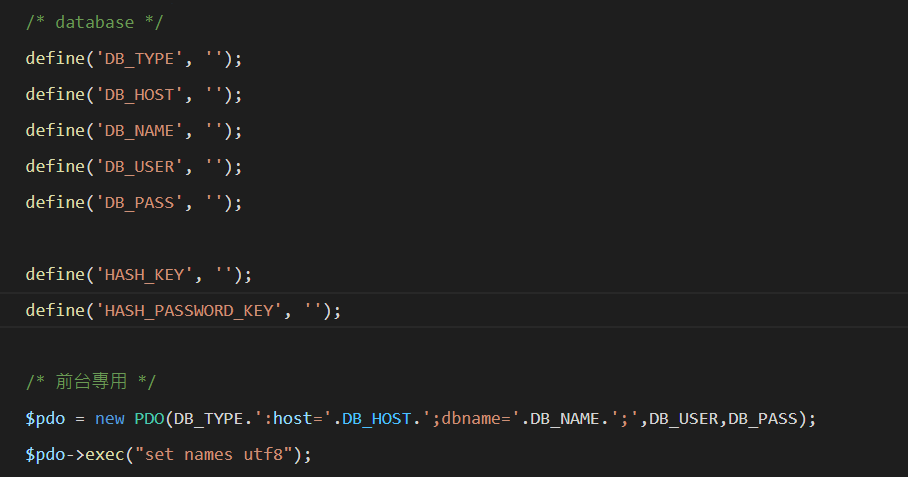 /* database */
define('DB_TYPE', '');
define('DB_HOST', '');
define('DB_NAME', '');
define('DB_USER', '');
define('DB_PASS', '');
define('HASH_KEY', '');
define('HASH_PASSWORD_KEY', '');
/* 前台專用 */
$pdo = new PDO(DB_TYPE.':host='.DB_HOST.';dbname='.DB_NAME.';',DB_USER,DB_PASS);
$pdo->exec("set names utf8");